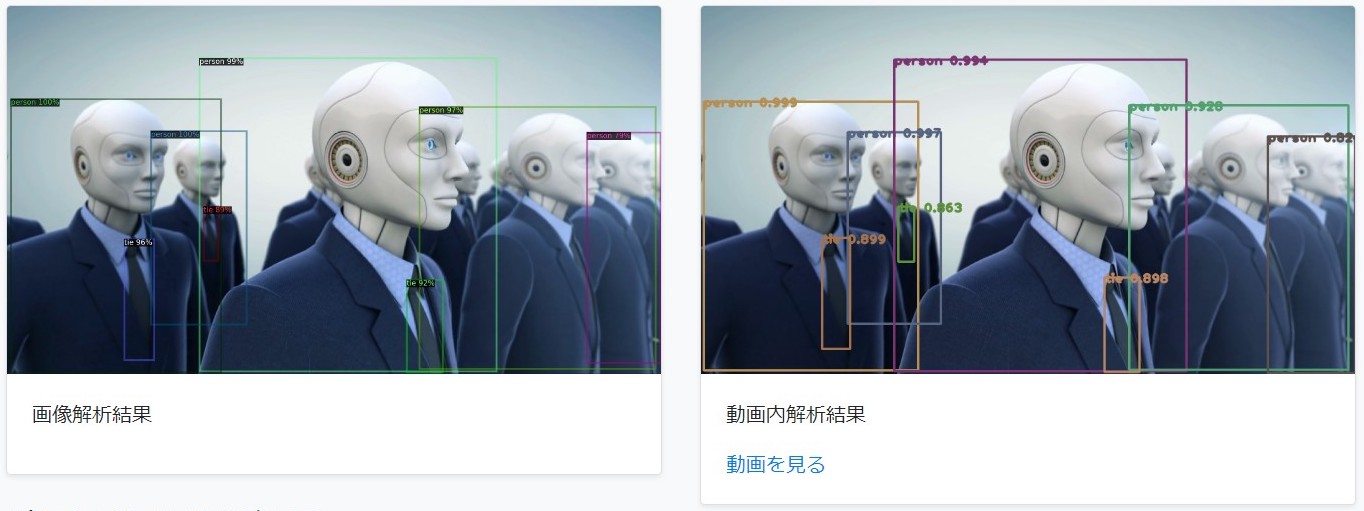 person 99%
person 100%
person 97%
person 100%
person 79%
tie 89%
tie 96%
tie 92%
画像解析結果
person 0.994
person 0.999
person 0.928
person 0.997
person 0.82
tie 0.863
tie 0.899
tie 0.898
動画内解析結果
動画を見る